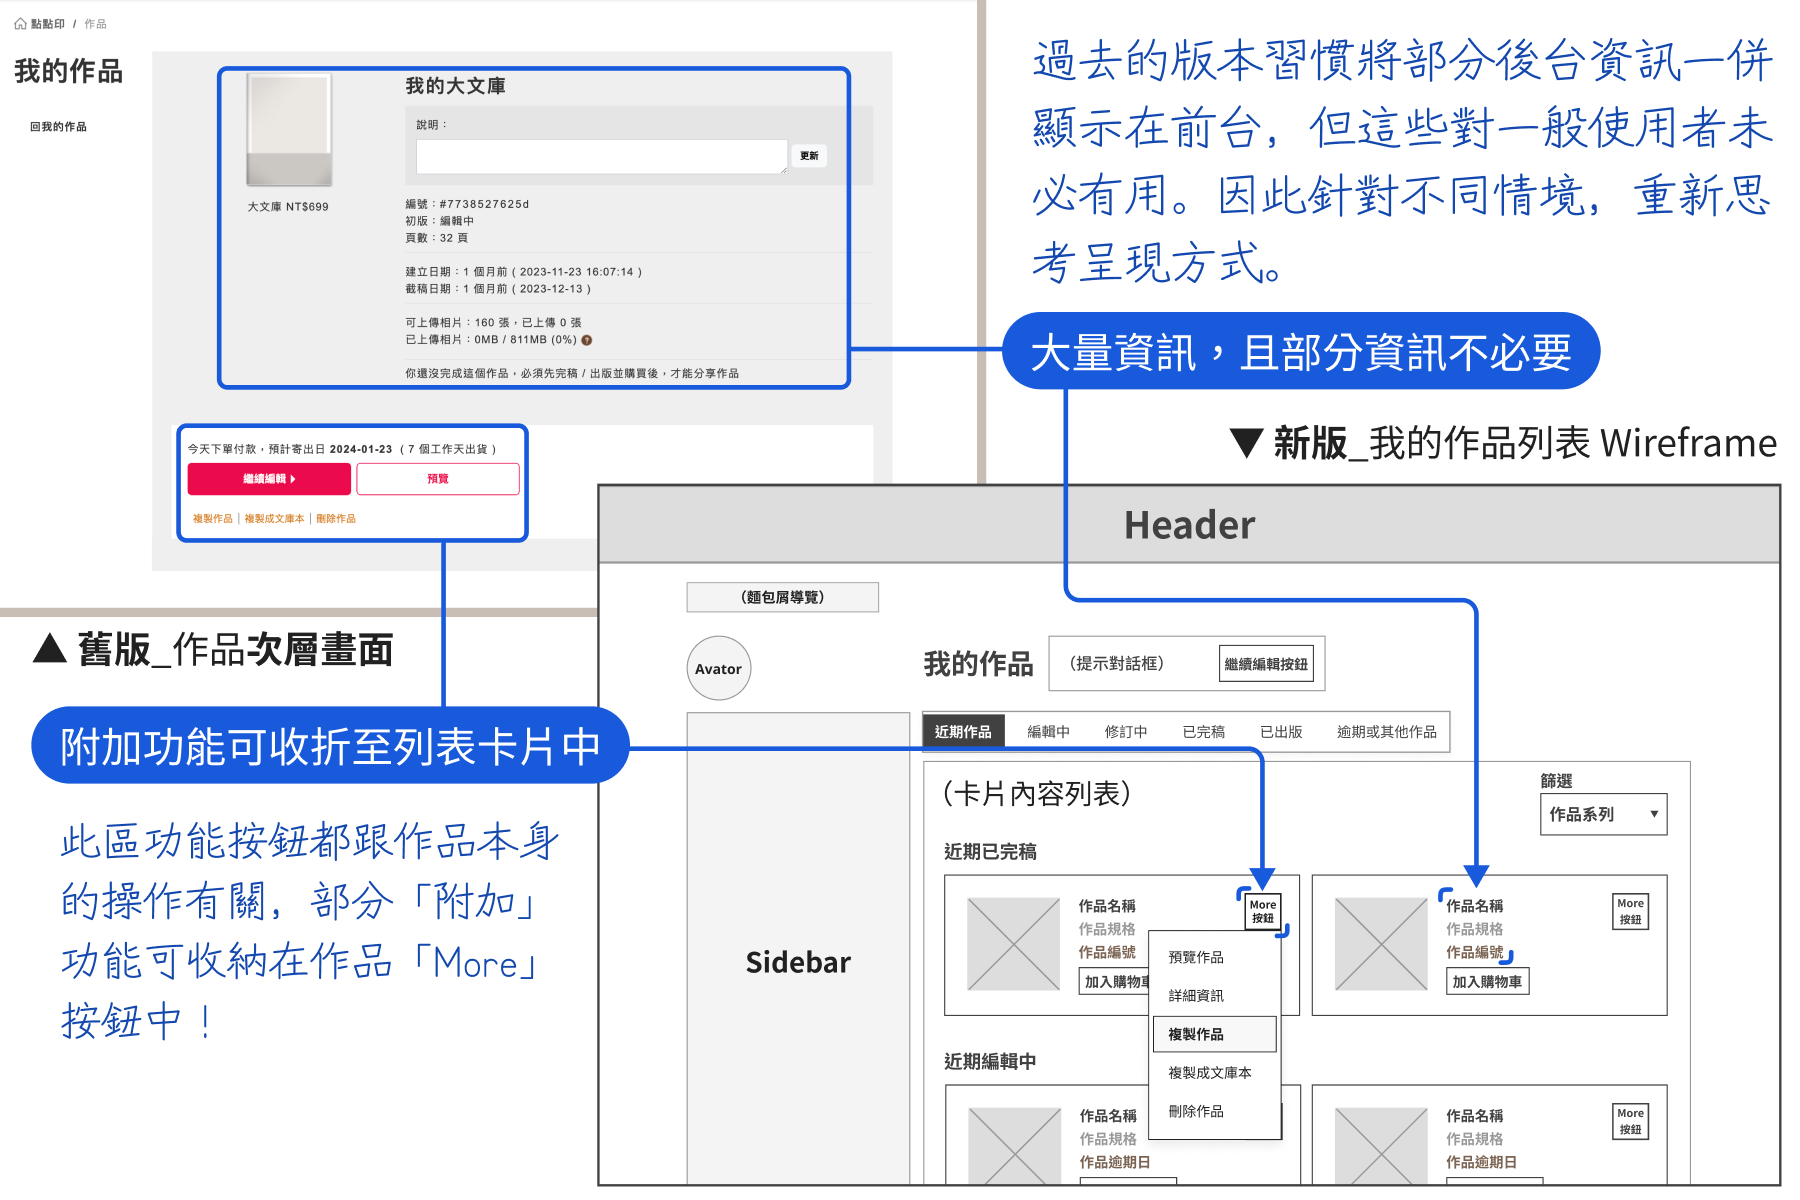 點點印 / 作品
我的作品
回我的作品
大文庫 NT$699
我的大文庫
說明：
更新
編號：#7738527625d
初版：編輯中
頁數：32 頁
建立日期：1 個月前 ( 2023-11-23 16:07:14 )
截稿日期：1 個月前 ( 2023-12-13 )
可上傳相片：160 張，已上傳 0 張
已上傳相片：0MB / 811MB (0%) ?
你還沒完成這個作品，必須先完稿 / 出版並購買後，才能分享作品
今天下單付款，預計寄出日 2024-01-23 （ 7 個工作天出貨 ）
繼續編輯
預覽
複製作品 | 複製成文庫本 | 刪除作品
過去的版本習慣將部分後台資訊一併
顯示在前台，但這些對一般使用者未
必有用。因此針對不同情境，重新思
考呈現方式。
大量資訊，且部分資訊不必要
▼ 新版_我的作品列表 Wireframe
▲ 舊版_作品次層畫面
附加功能可收折至列表卡片中
此區功能按鈕都跟作品本身
的操作有關，部分「附加」
功能可收納在作品「More」
按鈕中！
Header
（麵包屑導覽）
Avator
Sidebar
我的作品
（提示對話框）
繼續編輯按鈕
近期作品
編輯中
修訂中
已完稿
已出版
逾期或其他作品
（卡片內容列表）
篩選
作品系列 ▼
近期已完稿
作品名稱
作品規格
作品編號
加入購物車
More
按鈕
預覽作品
詳細資訊
複製作品
複製成文庫本
刪除作品
作品名稱
作品規格
作品編號
加入購物車
More
按鈕
近期編輯中
作品名稱
作品規格
作品逾期日
作品名稱
作品規格
作品逾期日
More
按鈕